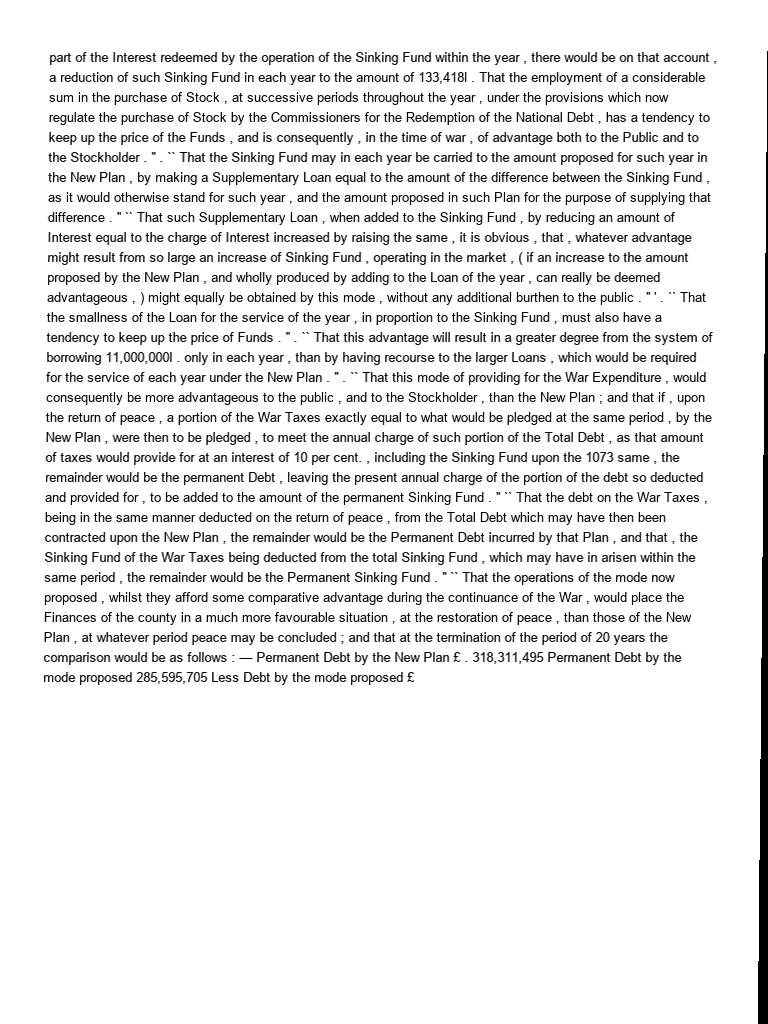 part of the Interest redeemed by the operation of the Sinking Fund within the year , there would be on that account ,
a reduction of such Sinking Fund in each year to the amount of 133,418l . That the employment of a considerable
sum in the purchase of Stock , at successive periods throughout the year , under the provisions which now
regulate the purchase of Stock by the Commissioners for the Redemption of the National Debt , has a tendency to
keep up the price of the Funds , and is consequently , in the time of war , of advantage both to the Public and to
the Stockholder . " . `` That the Sinking Fund may in each year be carried to the amount proposed for such year in
the New Plan , by making a Supplementary Loan equal to the amount of the difference between the Sinking Fund ,
as it would otherwise stand for such year , and the amount proposed in such Plan for the purpose of supplying that
difference . " `` That such Supplementary Loan , when added to the Sinking Fund , by reducing an amount of
Interest equal to the charge of Interest increased by raising the same , it is obvious , that , whatever advantage
might result from so large an increase of Sinking Fund , operating in the market , ( if an increase to the amount
proposed by the New Plan , and wholly produced by adding to the Loan of the year , can really be deemed
advantageous , ) might equally be obtained by this mode , without any additional burthen to the public . " ' . `` That
the smallness of the Loan for the service of the year , in proportion to the Sinking Fund , must also have a
tendency to keep up the price of Funds . " . `` That this advantage will result in a greater degree from the system of
borrowing 11,000,000l . only in each year , than by having recourse to the larger Loans , which would be required
for the service of each year under the New Plan . " . `` That this mode of providing for the War Expenditure , would
consequently be more advantageous to the public , and to the Stockholder , than the New Plan ; and that if , upon
the return of peace , a portion of the War Taxes exactly equal to what would be pledged at the same period , by the
New Plan , were then to be pledged , to meet the annual charge of such portion of the Total Debt , as that amount
of taxes would provide for at an interest of 10 per cent. , including the Sinking Fund upon the 1073 same , the
remainder would be the permanent Debt , leaving the present annual charge of the portion of the debt so deducted
and provided for , to be added to the amount of the permanent Sinking Fund . " `` That the debt on the War Taxes ,
being in the same manner deducted on the return of peace , from the Total Debt which may have then been
contracted upon the New Plan , the remainder would be the Permanent Debt incurred by that Plan , and that , the
Sinking Fund of the War Taxes being deducted from the total Sinking Fund , which may have in arisen within the
same period , the remainder would be the Permanent Sinking Fund . " `` That the operations of the mode now
proposed , whilst they afford some comparative advantage during the continuance of the War , would place the
Finances of the county in a much more favourable situation , at the restoration of peace , than those of the New
Plan , at whatever period peace may be concluded ; and that at the termination of the period of 20 years the
comparison would be as follows : — Permanent Debt by the New Plan £ . 318,311,495 Permanent Debt by the
mode proposed 285,595,705 Less Debt by the mode proposed £